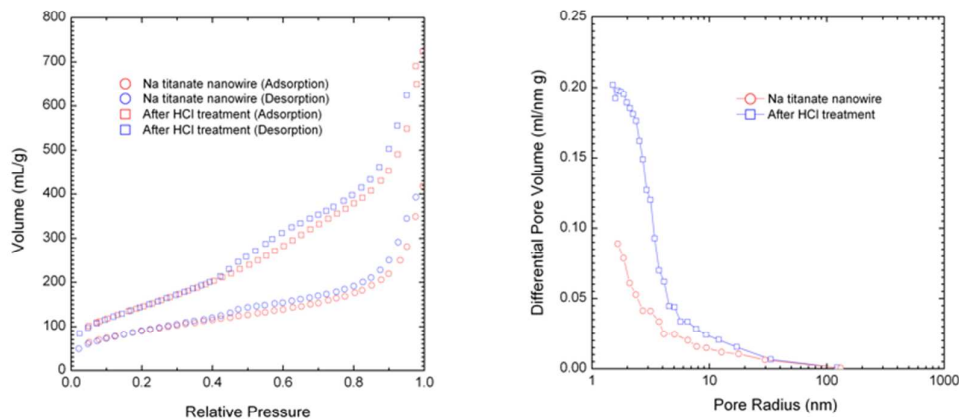 800
700
600
500
400
300
200
100
0
Volume (mL/g)
Na titanate nanowire (Adsorption)
Na titanate nanowire (Desorption)
After HCl treatment (Adsorption)
After HCl treatment (Desorption)
0.0 0.2 0.4 0.6 0.8 1.0
Relative Pressure
0.25
0.20
0.15
0.10
0.05
0.00
Differential Pore Volume (ml/nm g)
Na titanate nanowire
After HCl treatment
1 10 100 1000
Pore Radius (nm)